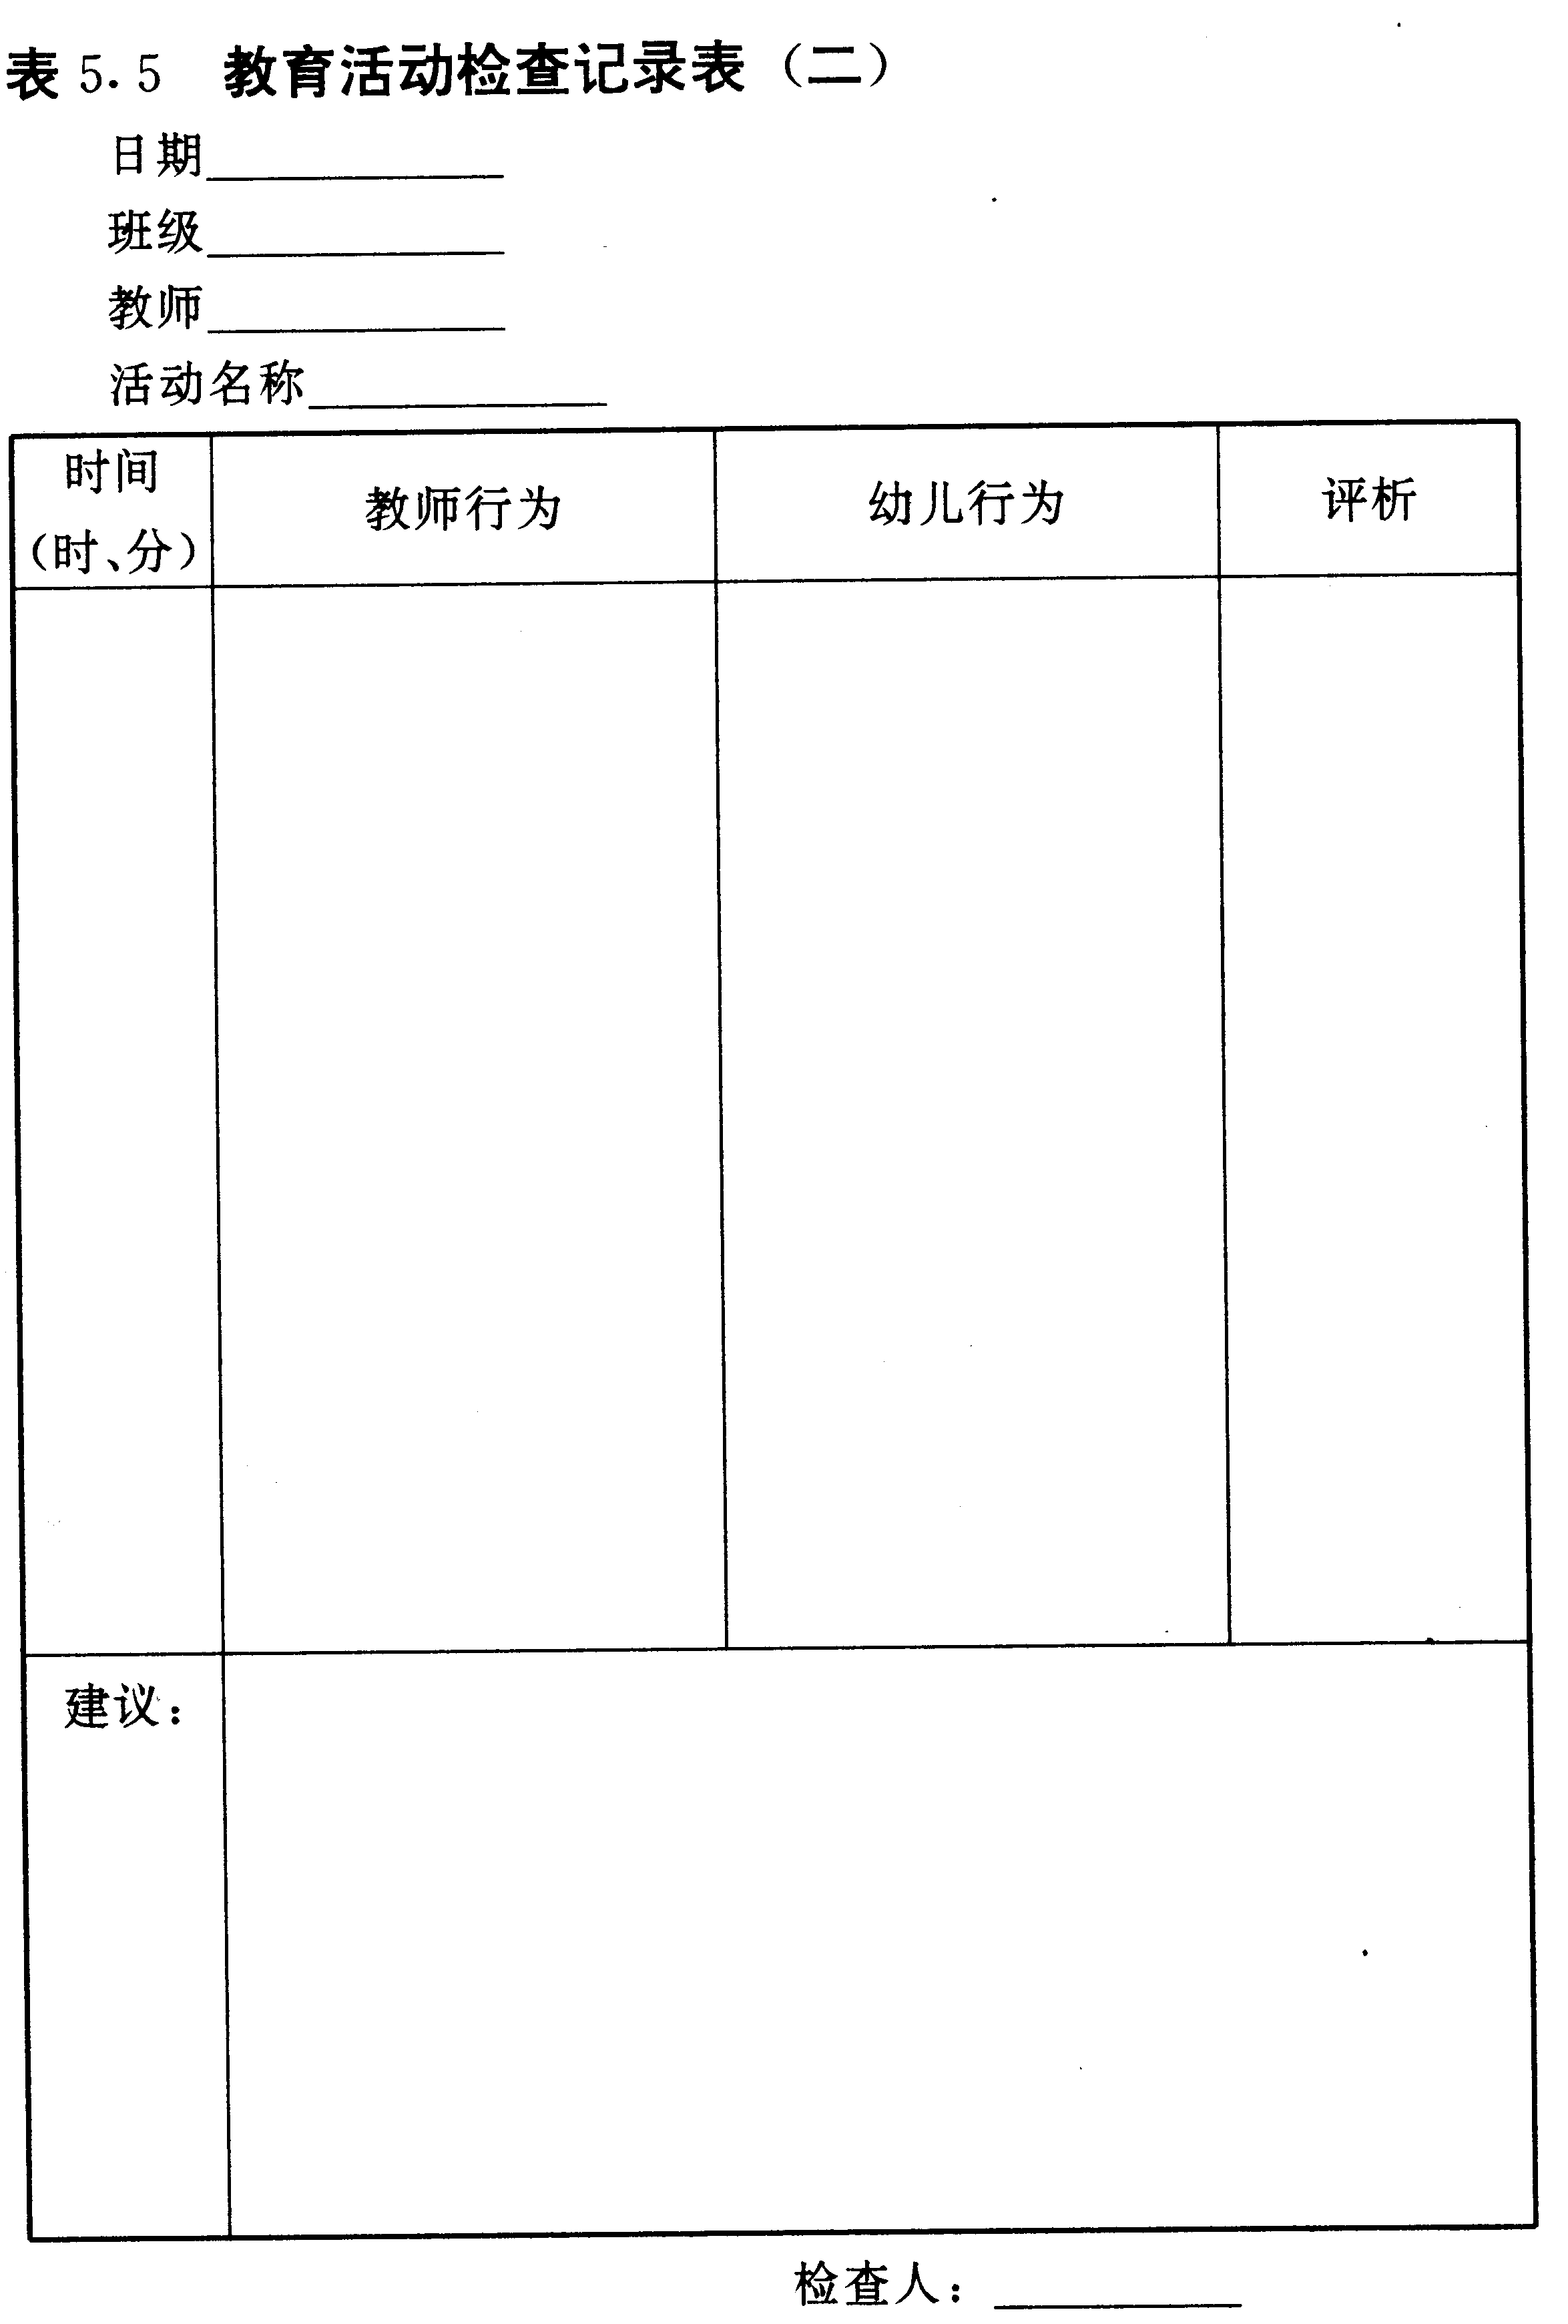 表 5.5 教育活动检查记录表（二）
日期
班级
教师
活动名称
时间
（时、分）
教师行为
幼儿行为
评析
建议：
检查人：